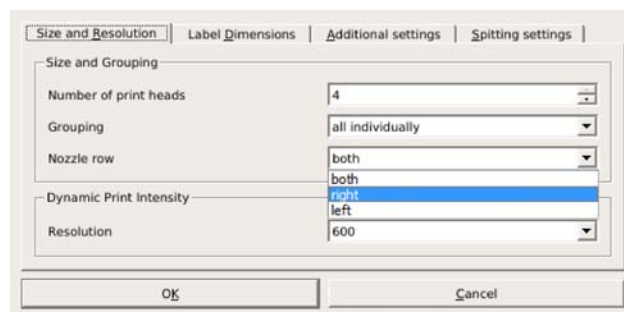 Size and Resolution Label Dimensions Additional settings Spitting settings
Size and Grouping
Number of print heads 4
Grouping all individually
Nozzle row both
both
right
left
Dynamic Print Intensity
Resolution 600
OK Cancel